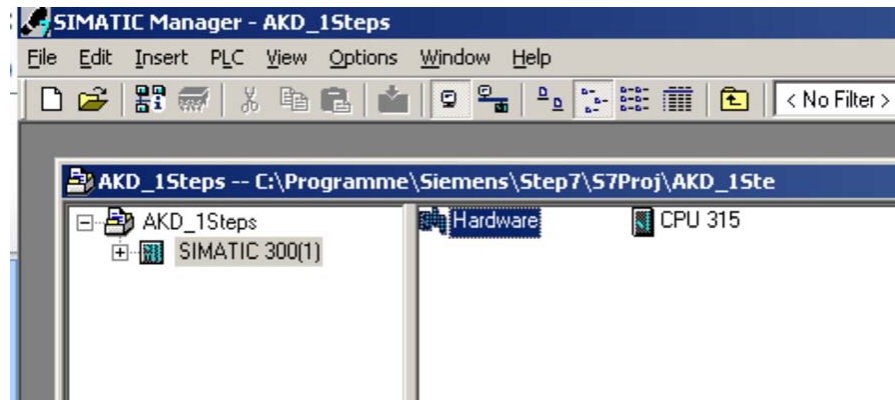 SIMATIC Manager - AKD_1Steps
File Edit Insert PLC View Options Window Help
< No Filter >
AKD_1Steps -- C:\Programme\Siemens\Step7\S7Proj\AKD_1Ste
AKD_1Steps
SIMATIC 300(1)
Hardware
CPU 315